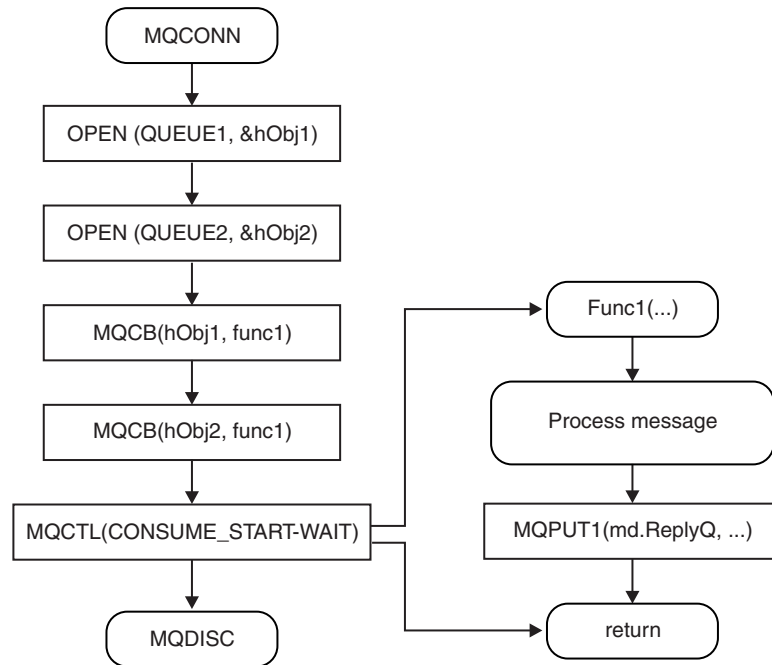 MQCONN
OPEN (QUEUE1, &hObj1)
OPEN (QUEUE2, &hObj2)
MQCB(hObj1, func1)
MQCB(hObj2, func1)
MQCTL(CONSUME_START-WAIT)
MQDISC
Func1(...)
Process message
MQPUT1(md.ReplyQ, ...)
return